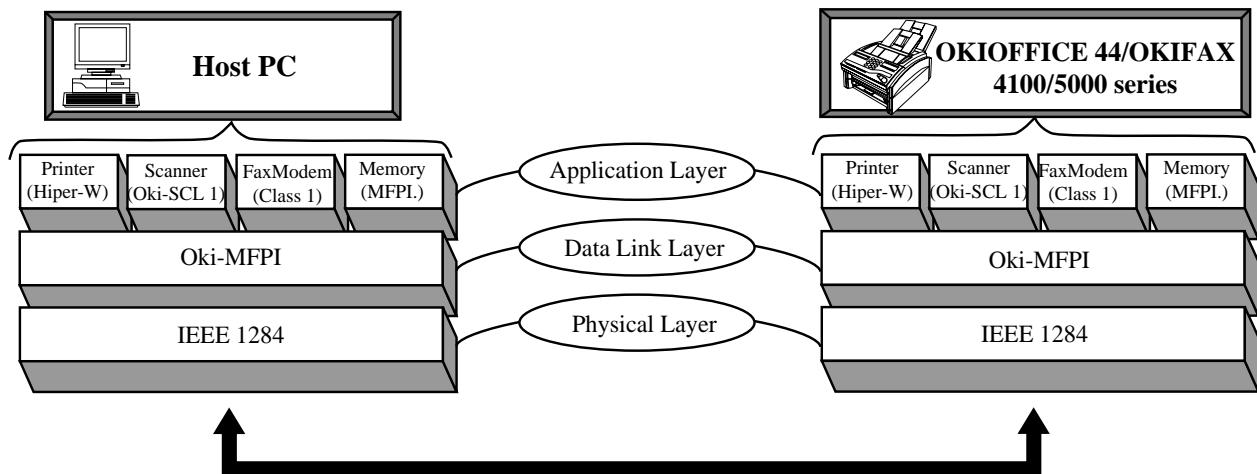 Host PC
OKIOFFICE 44/OKIFAX
4100/5000 series
Printer
(Hiper-W)
Scanner
(Oki-SCL 1)
FaxModem
(Class 1)
Memory
(MFPI.)
Application Layer
Printer
(Hiper-W)
Scanner
(Oki-SCL 1)
FaxModem
(Class 1)
Memory
(MFPI.)
Oki-MFPI
Data Link Layer
Oki-MFPI
IEEE 1284
Physical Layer
IEEE 1284